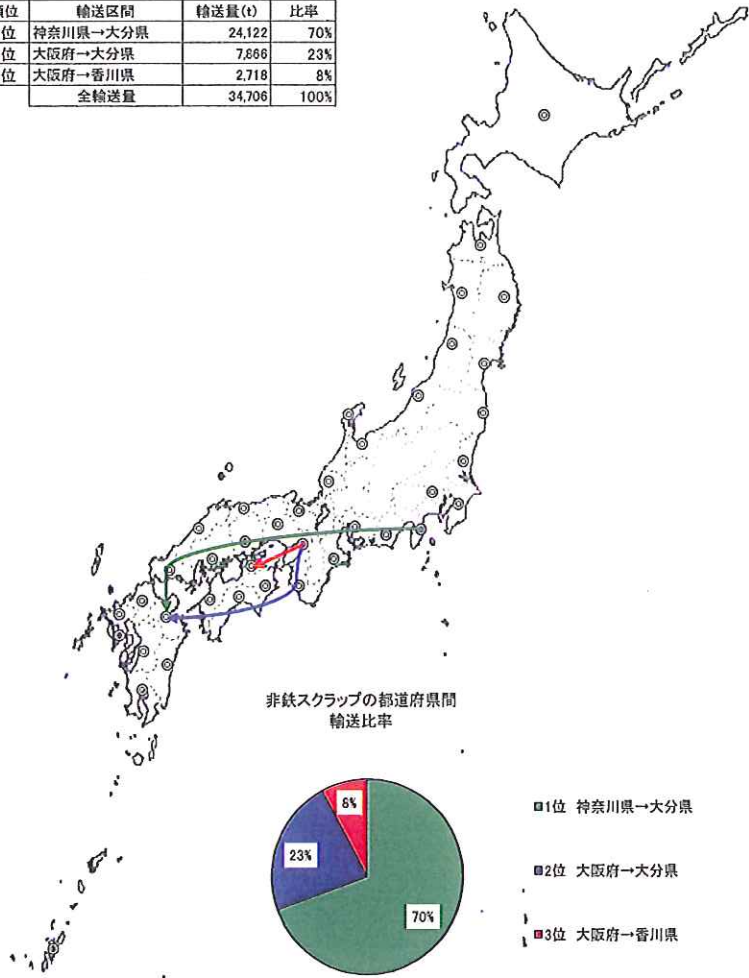 位 輸送区間 輸送量(t) 比率
位 神奈川県→大分県 24,122 70%
位 大阪府→大分県 7,866 23%
位 大阪府→香川県 2,718 8%
全輸送量 34,706 100%
非鉄スクラップの都道府県間
輸送比率
8%
23%
70%
1位 神奈川県→大分県
2位 大阪府→大分県
3位 大阪府→香川県